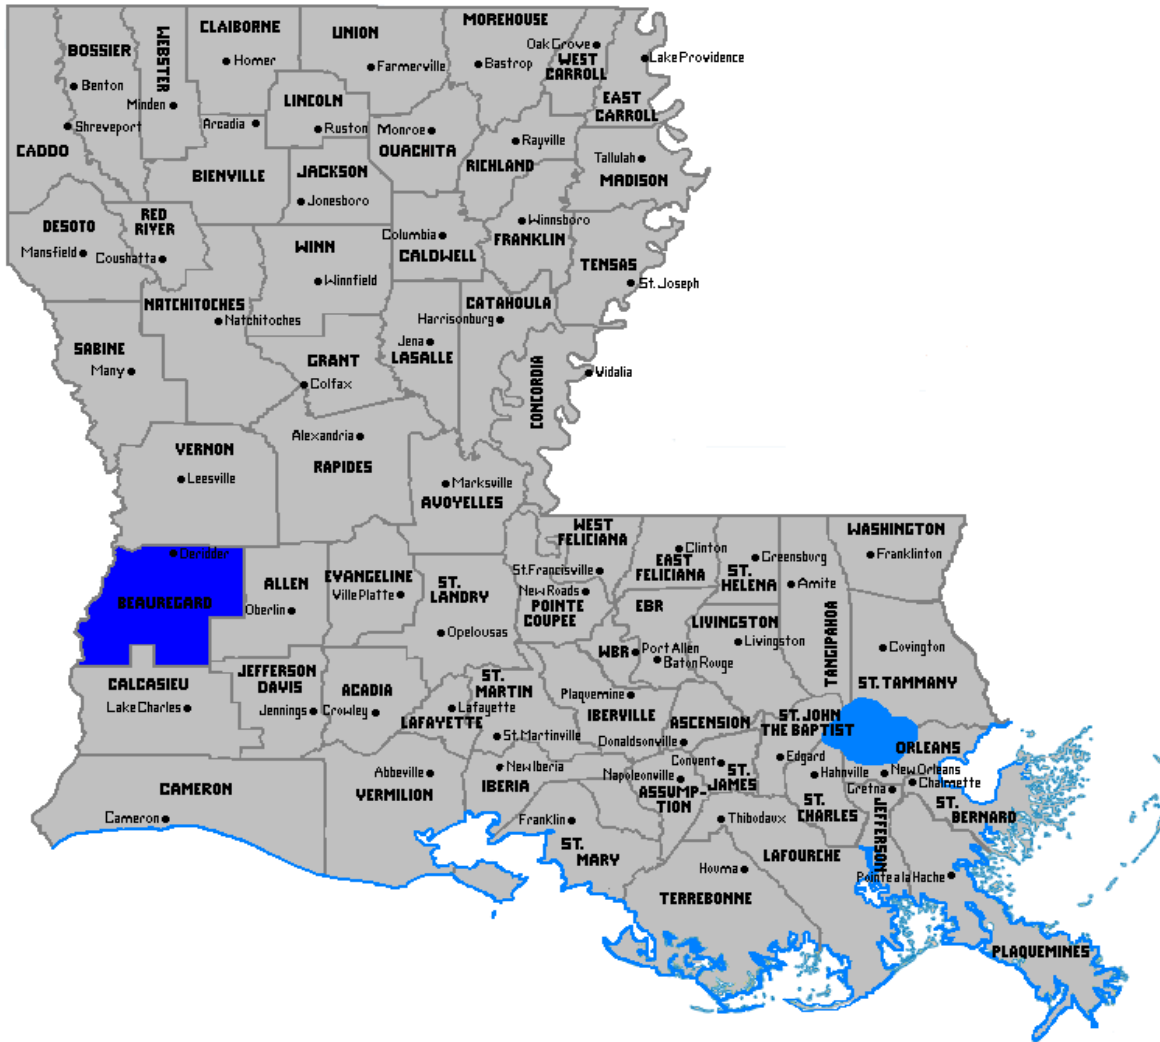 CLAIBORNE
UNION
MOREHOUSE
Oak Grove
WEST
CARROLL
Lake Providence
BOSSIER
WEBSTER
Homer
Farmerville
Bastrop
Benton
Minden
LINCOLN
EAST
CARROLL
Shreveport
Arcadia
Ruston
Monroe
OUACHITA
Rayville
CADDO
BIENVILLE
JACKSON
RICHLAND
Tallulah
MADISON
Jonesboro
DESOTO
RED
RIVER
WINN
Columbia
CALDWELL
Winnsboro
FRANKLIN
Mansfield
Coushatta
TENSAS
Winnfield
St. Joseph
NATCHITOCHES
Natchitoches
CATAHOULA
Harrisonburg
SABINE
Many
GRANT
Colfax
Jena
LASALLE
CONCORDIA
Vidalia
VERNON
Leesville
Alexandria
RAPIDES
Marksville
AVOYELLES
WEST
FELICIANA
WASHINGTON
Franklinton
Deridder
BEAUREGARD
ALLEN
Oberlin
EVANGELINE
Ville Platte
ST.
LANDRY
Opelousas
St. Francisville
New Roads
POINTE
COUPEE
Clinton
EAST
FELICIANA
Greensburg
ST.
HELENA
Amite
TANGIPAHOA
EBR
LIVINGSTON
Livingston
Covington
ST. TAMMANY
WBR
Port Allen
Baton Rouge
CALCASIEU
Lake Charles
JEFFERSON
DAVIS
Jennings
ACADIA
Crowley
LAFAYETTE
Lafayette
ST.
MARTIN
St. Martinville
Plaquemine
IBERVILLE
ASCENSION
Donaldsonville
ST. JOHN
THE BAPTIST
Edgard
ORLEANS
New Orleans
CAMERON
Cameron
Abbeville
VERMILION
New Iberia
IBERIA
Napoleonville
ASSUMP-
TION
Convent
ST.
JAMES
Hahnville
ST.
CHARLES
Gretna
JEFFERSON
Chalmette
ST.
BERNARD
Franklin
ST.
MARY
Thibodaux
LAFOURCHE
Houma
TERREBONNE
Pointe a la Hache
PLAQUEMINES